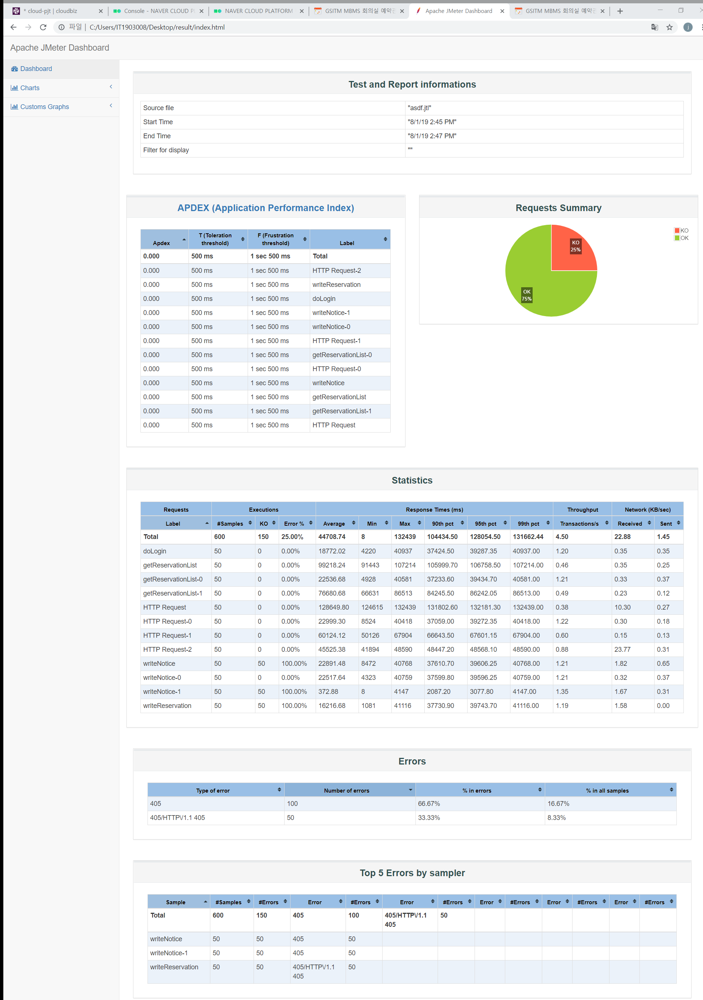 * cloud-pjt | cloudbiz
Console - NAVER CLOUD P
NAVER CLOUD PLATFORM
GSITM MBMS 회의실 예약관
Apache JMeter Dashboard
GSITM MBMS 회의실 예약관
파일 | C:/Users/IT1903008/Desktop/result/index.html
j
Apache JMeter Dashboard
Dashboard
Charts
Customs Graphs
Test and Report informations
Source file "asdf.jtl"
Start Time "8/1/19 2:45 PM"
End Time "8/1/19 2:47 PM"
Filter for display ""
APDEX (Application Performance Index)
Apdex T (Toleration threshold) F (Frustration threshold) Label
0.000 500 ms 1 sec 500 ms Total
0.000 500 ms 1 sec 500 ms HTTP Request-2
0.000 500 ms 1 sec 500 ms writeReservation
0.000 500 ms 1 sec 500 ms doLogin
0.000 500 ms 1 sec 500 ms writeNotice-1
0.000 500 ms 1 sec 500 ms writeNotice-0
0.000 500 ms 1 sec 500 ms HTTP Request-1
0.000 500 ms 1 sec 500 ms getReservationList-0
0.000 500 ms 1 sec 500 ms HTTP Request-0
0.000 500 ms 1 sec 500 ms writeNotice
0.000 500 ms 1 sec 500 ms getReservationList
0.000 500 ms 1 sec 500 ms getReservationList-1
0.000 500 ms 1 sec 500 ms HTTP Request
Requests Summary
KO
OK
KO
25%
OK
75%
Statistics
Requests Executions Response Times (ms) Throughput Network (KB/sec)
Label #Samples KO Error % Average Min Max 90th pct 95th pct 99th pct Transactions/s Received Sent
Total 600 150 25.00% 44708.74 8 132439 104434.50 128054.50 131662.44 4.50 22.88 1.45
doLogin 50 0 0.00% 18772.02 4220 40937 37424.50 39287.35 40937.00 1.20 0.35 0.35
getReservationList 50 0 0.00% 99218.24 91443 107214 105999.70 106758.50 107214.00 0.46 0.35 0.25
getReservationList-0 50 0 0.00% 22536.68 4928 40581 37233.60 39434.70 40581.00 1.21 0.33 0.37
getReservationList-1 50 0 0.00% 76680.68 66631 86513 84245.50 86242.05 86513.00 0.49 0.23 0.12
HTTP Request 50 0 0.00% 128649.80 124615 132439 131802.60 132181.30 132439.00 0.38 10.30 0.27
HTTP Request-0 50 0 0.00% 22999.30 8524 40418 37059.00 39272.35 40418.00 1.22 0.30 0.18
HTTP Request-1 50 0 0.00% 60124.12 50126 67904 66643.50 67601.15 67904.00 0.60 0.15 0.13
HTTP Request-2 50 0 0.00% 45525.38 41894 48590 48447.20 48568.10 48590.00 0.88 23.77 0.31
writeNotice 50 50 100.00% 22891.48 8472 40768 37610.70 39606.25 40768.00 1.21 1.82 0.65
writeNotice-0 50 0 0.00% 22517.64 4323 40759 37599.80 39596.25 40759.00 1.21 0.32 0.37
writeNotice-1 50 50 100.00% 372.88 8 4147 2087.20 3077.80 4147.00 1.35 1.67 0.31
writeReservation 50 50 100.00% 16216.68 1081 41116 37730.90 39743.70 41116.00 1.19 1.58 0.00
Errors
Type of error Number of errors % in errors % in all samples
405 100 66.67% 16.67%
405/HTTP\/1.1 405 50 33.33% 8.33%
Top 5 Errors by sampler
Sample #Samples #Errors Error #Errors Error #Errors Error #Errors Error #Errors Error #Errors
Total 600 150 405 100 405/HTTP\/1.1 405 50
writeNotice 50 50 405 50
writeNotice-1 50 50 405 50
writeReservation 50 50 405/HTTP\/1.1 405 50